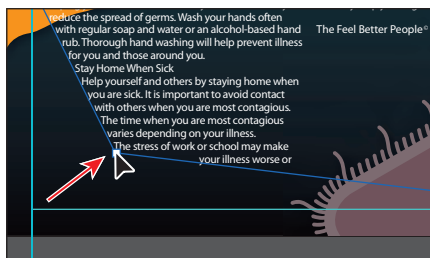 reduce the spread of germs. Wash your hands often
with regular soap and water or an alcohol-based hand
rub. Thorough hand washing will help prevent illness
for you and those around you.
Stay Home When Sick
Help yourself and others by staying home when
you are sick. It is important to avoid contact
with others when you are most contagious.
The time when you are most contagious
varies depending on your illness.
The stress of work or school may make
your illness worse or
The Feel Better People©